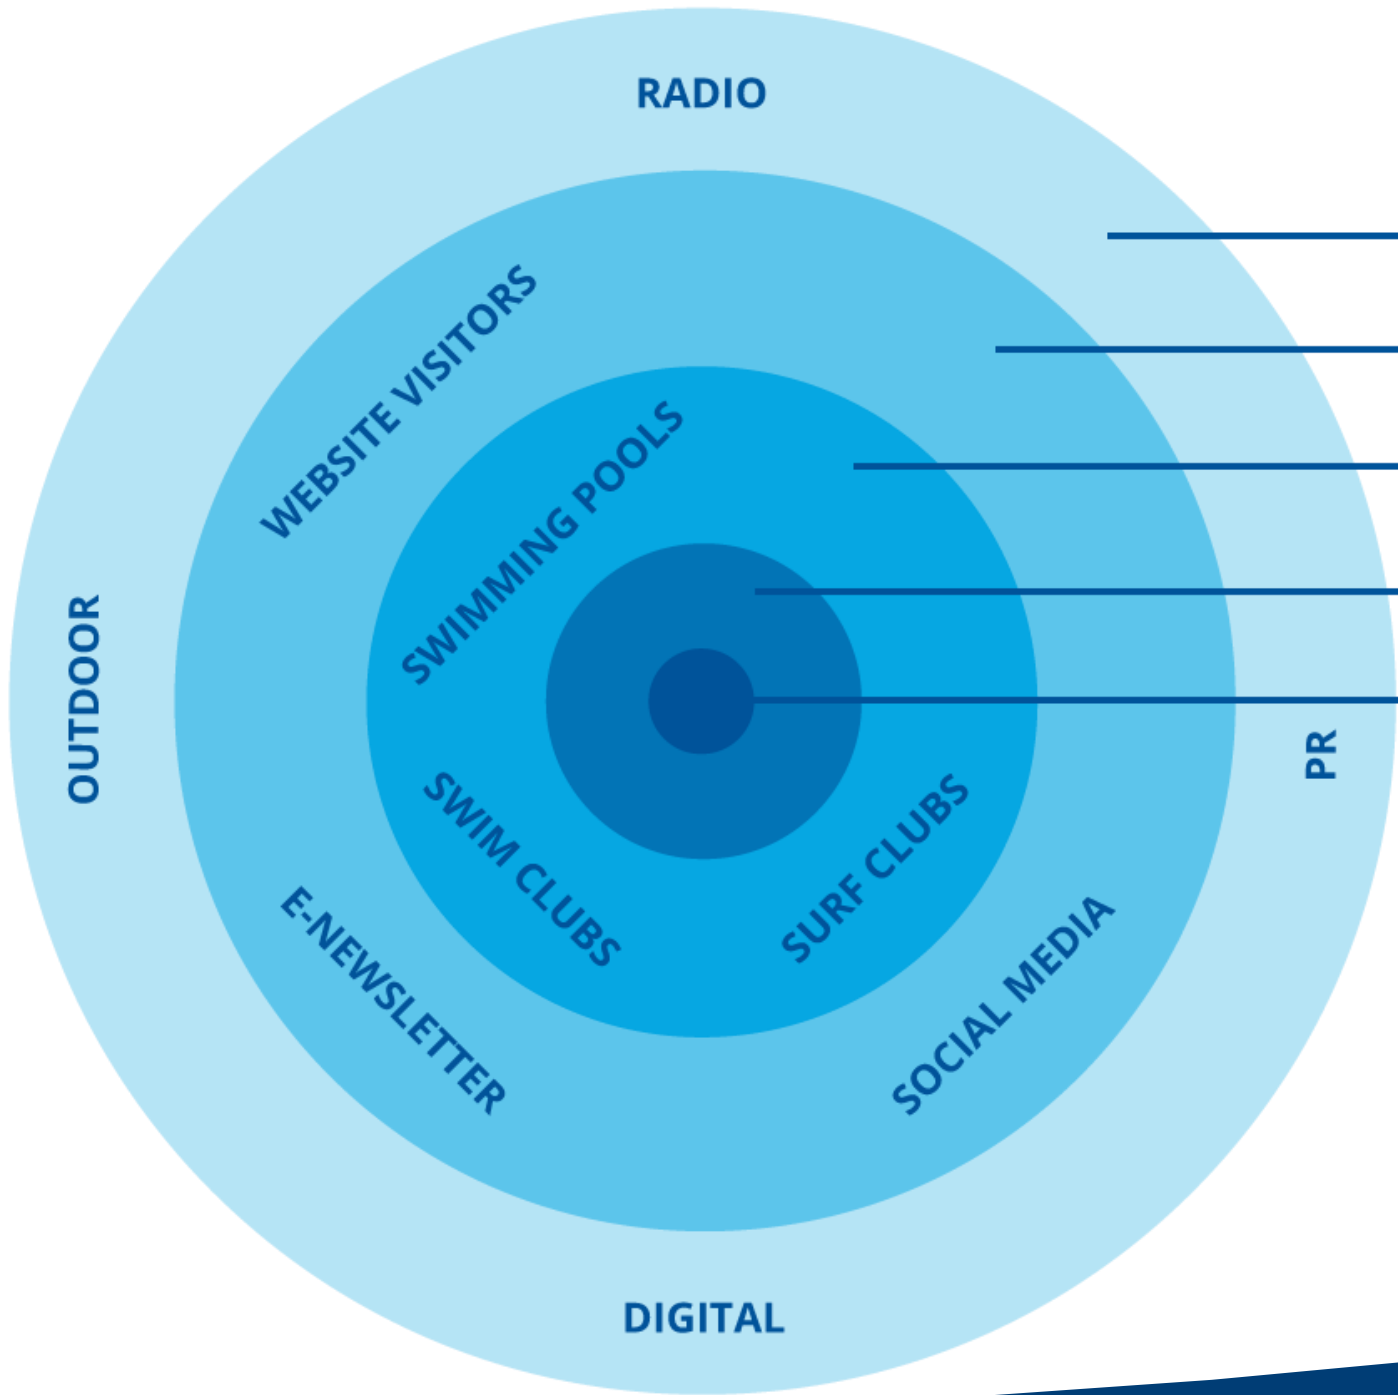 RADIO
WEBSITE VISITORS
SWIMMING POOLS
OUTDOOR
PR
SWIM CLUBS
SURF CLUBS
E-NEWSLETTER
SOCIAL MEDIA
DIGITAL